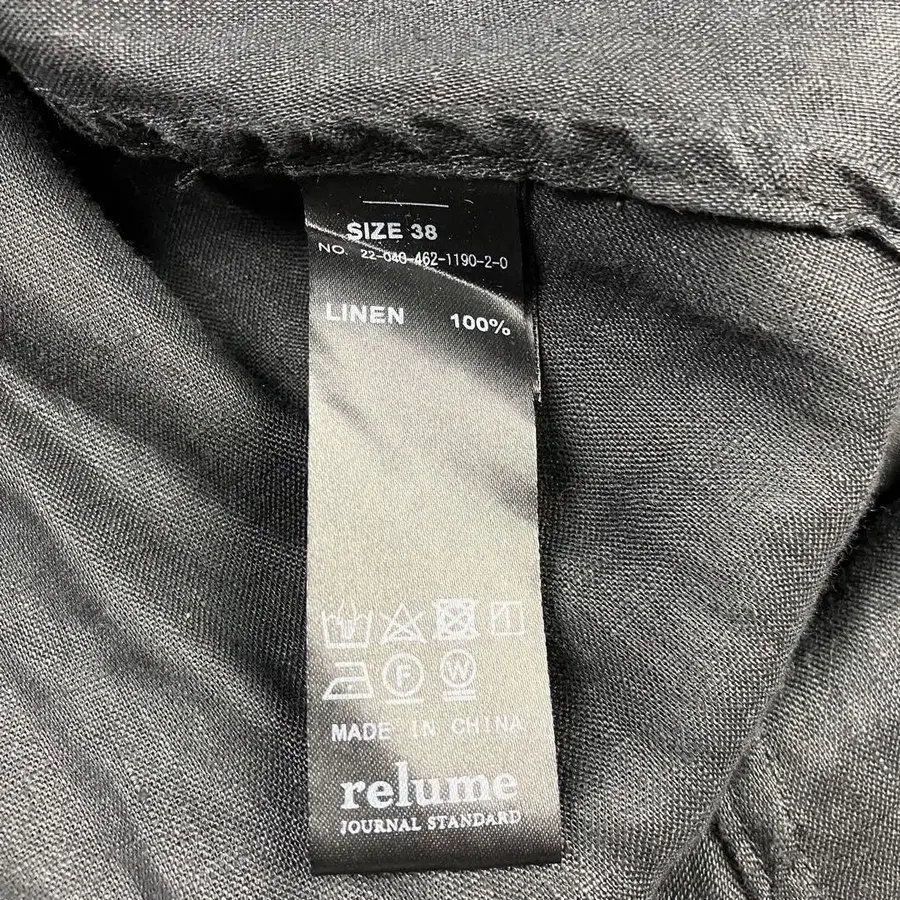 SIZE 38
NO. 22-040-462-1190-2-0
LINEN 100%
F W
MADE IN CHINA
relume
JOURNAL STANDARD